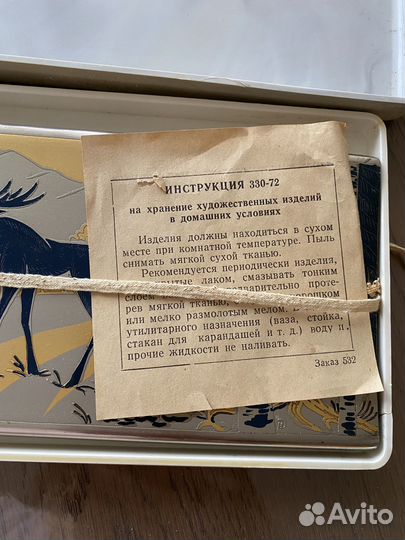 ИНСТРУКЦИЯ 330-72
на хранение художественных изделий
в домашних условиях
Изделия должны находиться в сухом
месте при комнатной температуре. Пыль
снимать мягкой сухой тканью.
Рекомендуется периодически изделия,
покрытые лаком, смазывать тонким
слоем проте-
рев мягкой тканью, порошком
или мелко размолотым мелом. В
утилитарного назначения (ваза, стойка,
стакан для карандашей и т. д.) воду и
прочие жидкости не наливать.
Заказ 532
Avito